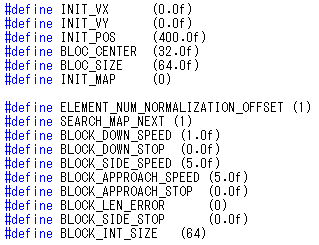 #define INIT_VX (0.0f)
#define INIT_VY (0.0f)
#define INIT_POS (400.0f)
#define BLOC_CENTER (32.0f)
#define BLOC_SIZE (64.0f)
#define INIT_MAP (0)
#define ELEMENT_NUM_NORMALIZATION_OFFSET (1)
#define SEARCH_MAP_NEXT (1)
#define BLOCK_DOWN_SPEED (1.0f)
#define BLOCK_DOWN_STOP (0.0f)
#define BLOCK_SIDE_SPEED (5.0f)
#define BLOCK_APPROACH_SPEED (5.0f)
#define BLOCK_APPROACH_STOP (0.0f)
#define BLOCK_LEN_ERROR (0)
#define BLOCK_SIDE_STOP (0.0f)
#define BLOCK_INT_SIZE (64)